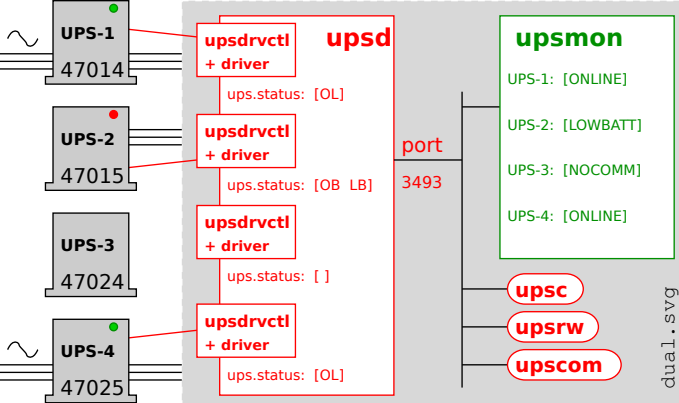 UPS-1
47014
UPS-2
47015
UPS-3
47024
UPS-4
47025
upsd
upsdrvctl
+ driver
ups.status: [OL]
upsdrvctl
+ driver
ups.status: [OB LB]
upsdrvctl
+ driver
ups.status: [ ]
upsdrvctl
+ driver
ups.status: [OL]
port
3493
upsmon
UPS-1: [ONLINE]
UPS-2: [LOWBATT]
UPS-3: [NOCOMM]
UPS-4: [ONLINE]
upsc
upsrw
upscom
dual.svg